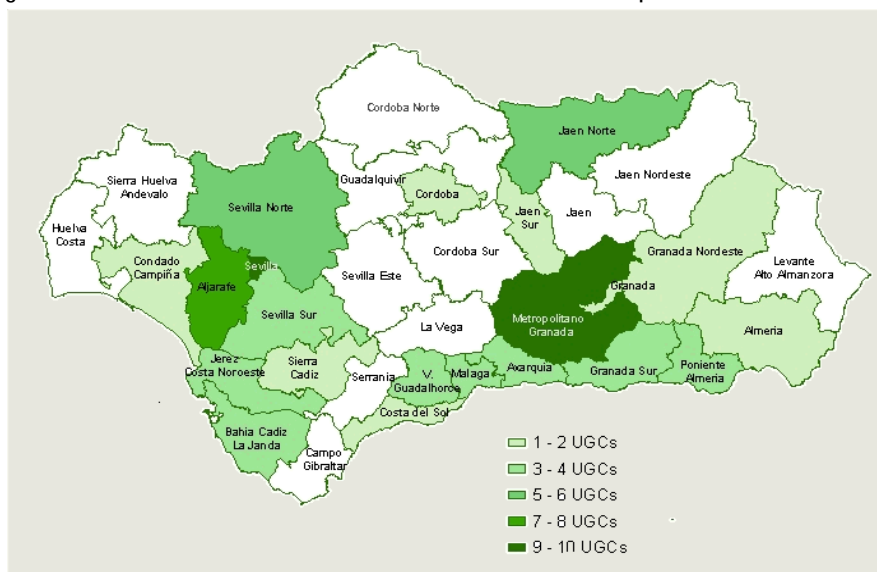 Cordoba Norte
Jaen Norte
Sierra Huelva
Andevalo
Guadalquivir
Jaen Nordeste
Cordoba
Sevilla Norte
Huelva
Costa
Jaen
Sur
Jaen
Condado
Campiña
Cordoba Sur
Granada Nordeste
Levante
Alto Almanzora
Sevilla
Sevilla Este
Aljarafe
Granada
Sevilla Sur
Metropolitano
Granada
La Vega
Almeria
Jerez
Costa Noroeste
Sierra
Cadiz
Serrania
V.
Guadalhorce
Malaga
Axarquia
Granada Sur
Poniente
Almeria
Costa del Sol
Bahia Cadiz
La Janda
Campo
Gibraltar
1 - 2 UGCs
3 - 4 UGCs
5 - 6 UGCs
7 - 8 UGCs
9 - 10 UGCs